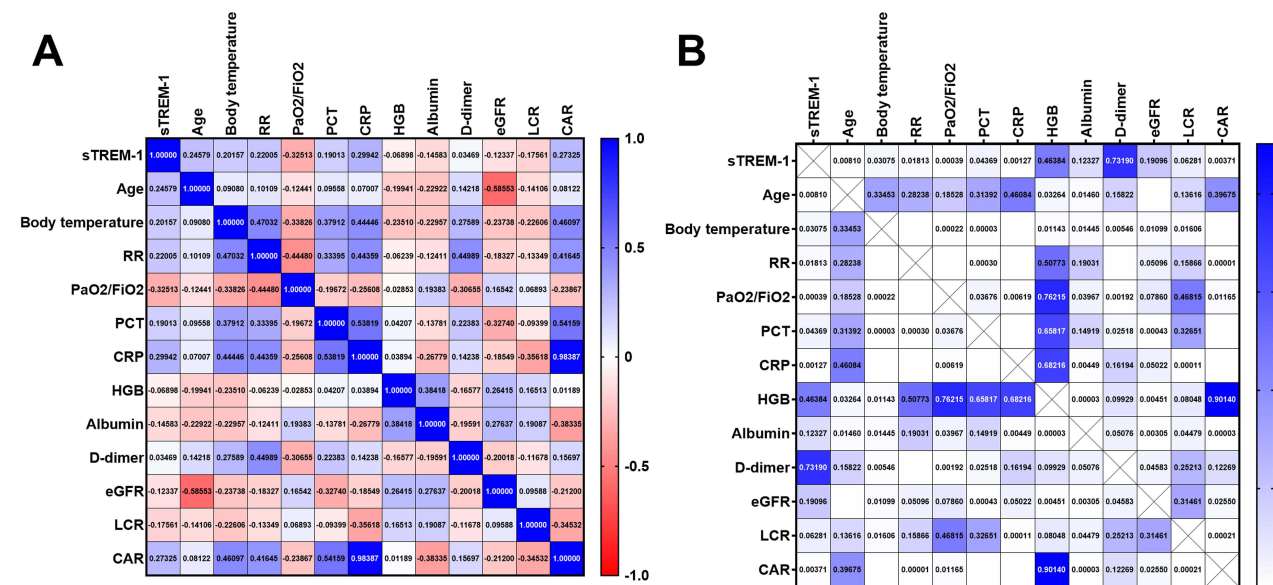 A
sTREM-1 Age Body temperature RR PaO2/FiO2 PCT CRP HGB Albumin D-dimer eGFR LCR CAR
sTREM-1 1.00000 0.24579 0.20157 0.22005 -0.32513 0.19013 0.29942 -0.06898 -0.14583 0.03469 -0.12337 -0.17561 0.27325
Age 0.24579 1.00000 0.09080 0.10109 -0.12441 0.09558 0.07007 -0.19941 -0.22922 0.14218 -0.58553 -0.14106 0.08122
Body temperature 0.20157 0.09080 1.00000 0.47032 -0.33826 0.37912 0.44446 -0.23510 -0.22957 0.27589 -0.23738 -0.22606 0.46097
RR 0.22005 0.10109 0.47032 1.00000 -0.44480 0.33395 0.44359 -0.06239 -0.12411 0.44989 -0.18327 -0.13349 0.41645
PaO2/FiO2 -0.32513 -0.12441 -0.33826 -0.44480 1.00000 -0.19672 -0.25608 -0.02853 0.19383 -0.30655 0.16542 0.06893 -0.23867
PCT 0.19013 0.09558 0.37912 0.33395 -0.19672 1.00000 0.53819 0.04207 -0.13781 0.22383 -0.32740 -0.09399 0.54159
CRP 0.29942 0.07007 0.44446 0.44359 -0.25608 0.53819 1.00000 0.03894 -0.26779 0.14238 -0.18549 -0.35618 0.98387
HGB -0.06898 -0.19941 -0.23510 -0.06239 -0.02853 0.04207 0.03894 1.00000 0.38418 -0.16577 0.26415 0.16513 0.01189
Albumin -0.14583 -0.22922 -0.22957 -0.12411 0.19383 -0.13781 -0.26779 0.38418 1.00000 -0.19591 0.27637 0.19087 -0.38335
D-dimer 0.03469 0.14218 0.27589 0.44989 -0.30655 0.22383 0.14238 -0.16577 -0.19591 1.00000 -0.20018 -0.11678 0.15697
eGFR -0.12337 -0.58553 -0.23738 -0.18327 0.16542 -0.32740 -0.18549 0.26415 0.27637 -0.20018 1.00000 0.09588 -0.21200
LCR -0.17561 -0.14106 -0.22606 -0.13349 0.06893 -0.09399 -0.35618 0.16513 0.19087 -0.11678 0.09588 1.00000 -0.34532
CAR 0.27325 0.08122 0.46097 0.41645 -0.23867 0.54159 0.98387 0.01189 -0.38335 0.15697 -0.21200 -0.34532 1.00000
1.0
0.5
0
-0.5
-1.0
B
sTREM-1 Age Body temperature RR PaO2/FiO2 PCT CRP HGB Albumin D-dimer eGFR LCR CAR
sTREM-1 0.00810 0.03075 0.01813 0.00039 0.04369 0.00127 0.46384 0.12327 0.73190 0.19096 0.06281 0.00371
Age 0.00810 0.33453 0.28238 0.18528 0.31392 0.46084 0.03264 0.01460 0.15822 0.13616 0.39675
Body temperature 0.03075 0.33453 0.00022 0.00003 0.01143 0.01445 0.00546 0.01099 0.01606
RR 0.01813 0.28238 0.00030 0.50773 0.19031 0.05096 0.15866 0.00001
PaO2/FiO2 0.00039 0.18528 0.00022 0.03676 0.00619 0.76215 0.03967 0.00192 0.07860 0.46815 0.01165
PCT 0.04369 0.31392 0.00003 0.00030 0.03676 0.65817 0.14919 0.02518 0.00043 0.32651
CRP 0.00127 0.46084 0.00619 0.68216 0.00449 0.16194 0.05022 0.00011
HGB 0.46384 0.03264 0.01143 0.50773 0.76215 0.65817 0.68216 0.00003 0.09929 0.00451 0.08048 0.90140
Albumin 0.12327 0.01460 0.01445 0.19031 0.03967 0.14919 0.00449 0.00003 0.05076 0.00305 0.04479 0.00003
D-dimer 0.73190 0.15822 0.00546 0.00192 0.02518 0.16194 0.09929 0.05076 0.04583 0.25213 0.12269
eGFR 0.19096 0.01099 0.05096 0.07860 0.00043 0.05022 0.00451 0.00305 0.04583 0.31461 0.02550
LCR 0.06281 0.13616 0.01606 0.15866 0.46815 0.32651 0.00011 0.08048 0.04479 0.25213 0.31461 0.00021
CAR 0.00371 0.39675 0.00001 0.01165 0.90140 0.00003 0.12269 0.02550 0.00021